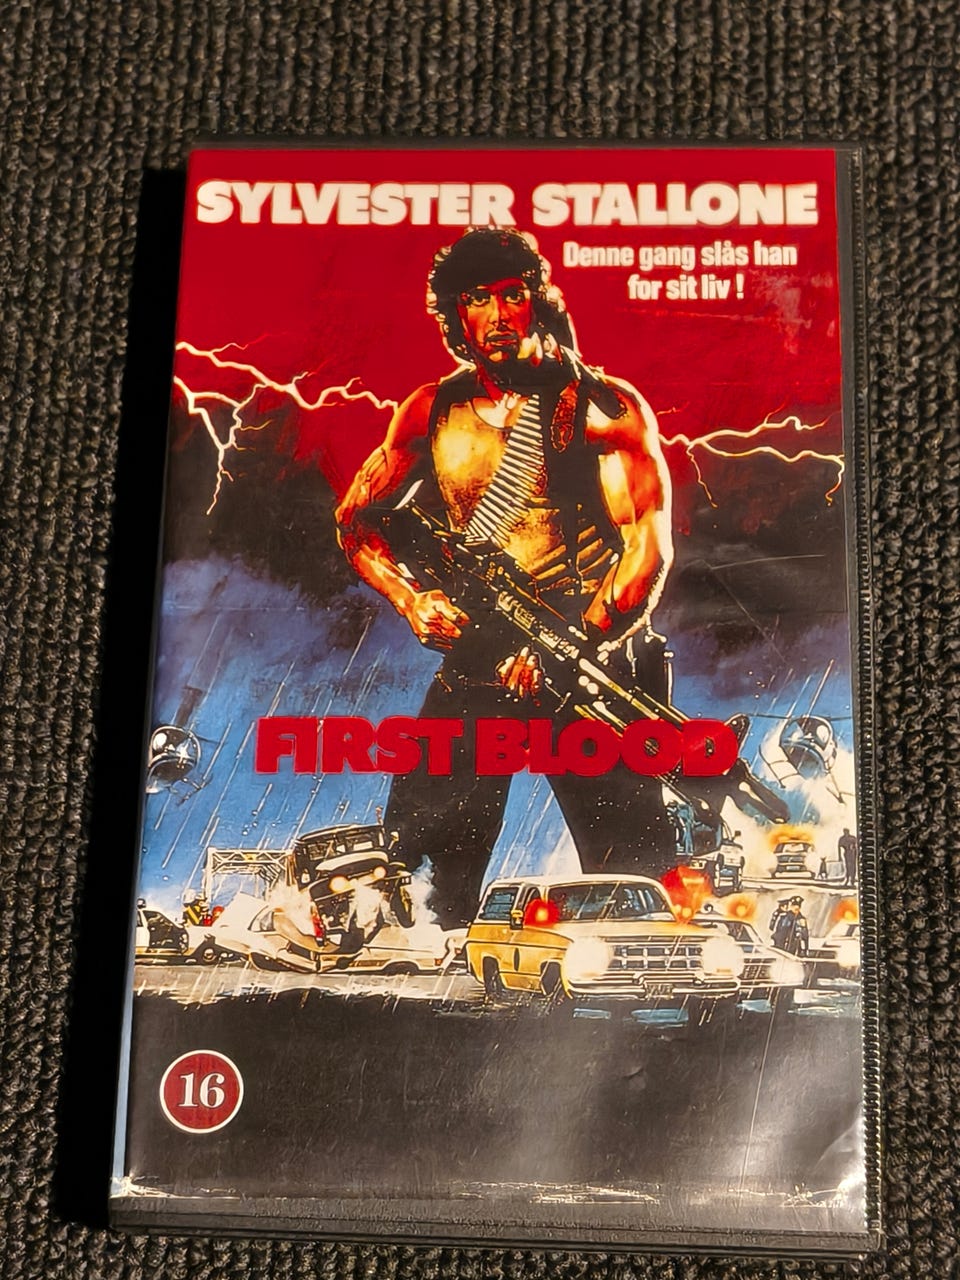 SYLVESTER STALLONE
Denne gang slås han
for sit liv !
FIRST BLOOD
16